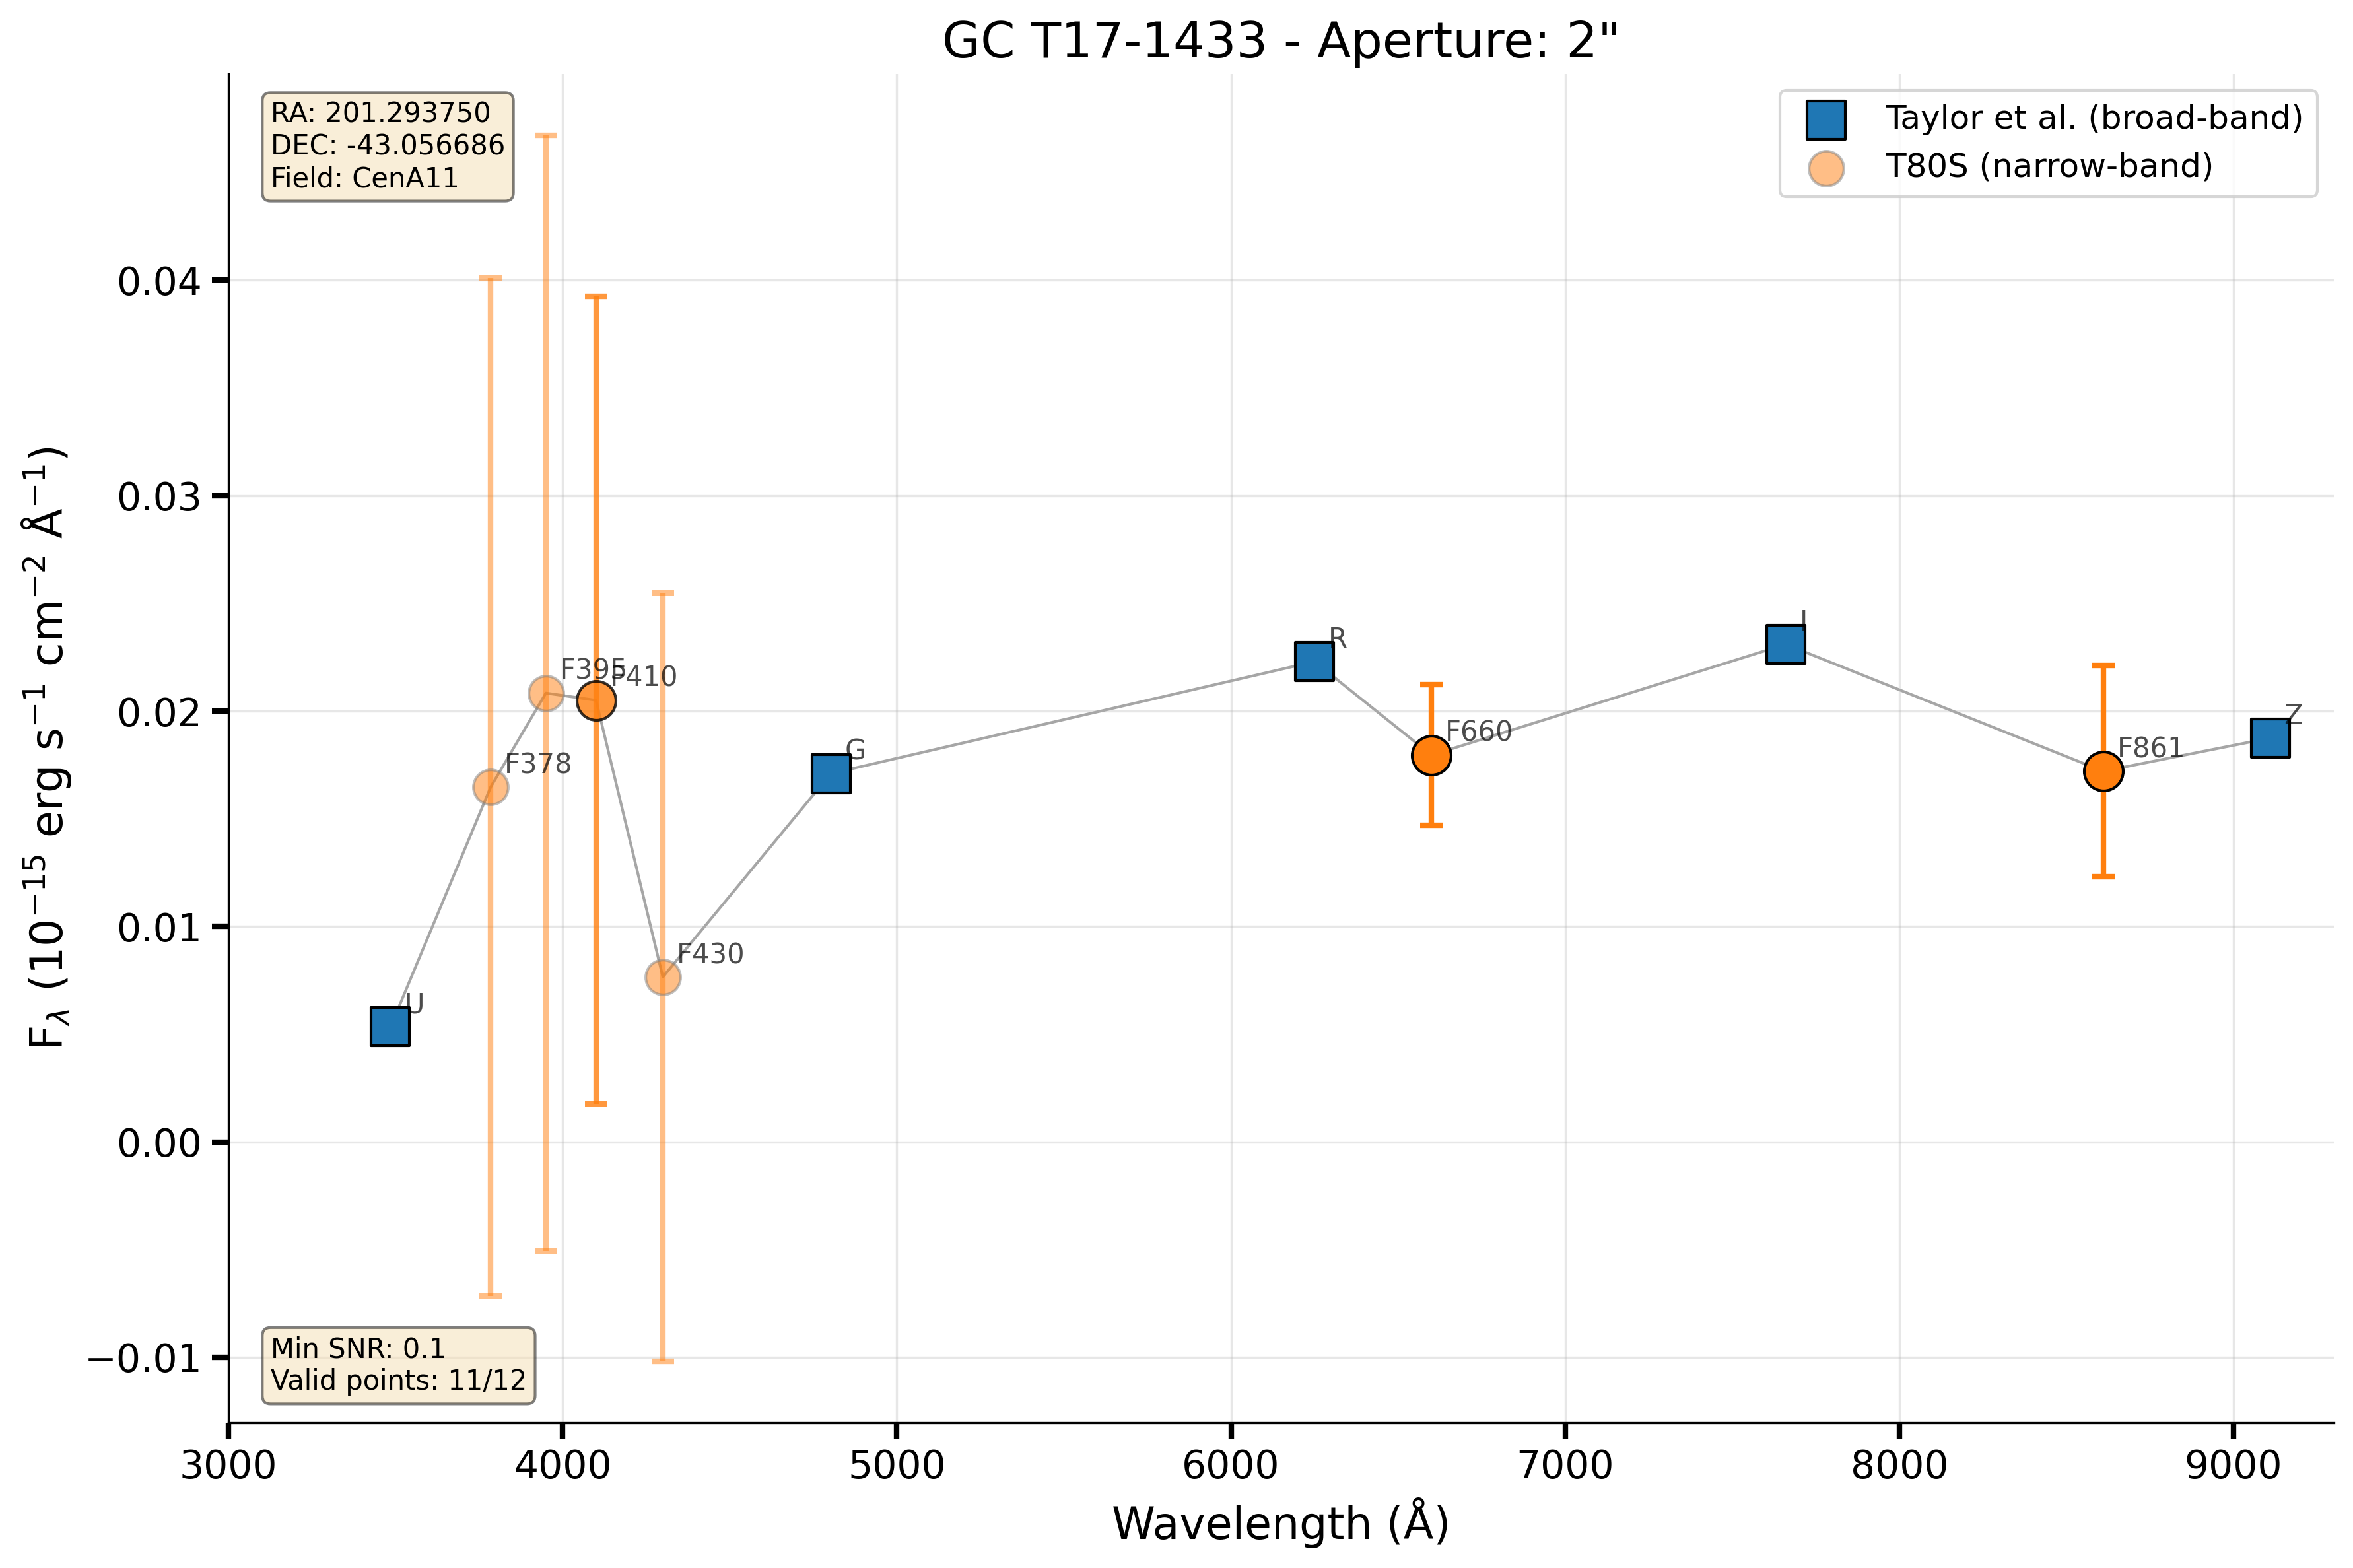 GC T17-1433 - Aperture: 2"
RA: 201.293750
DEC: -43.056686
Field: CenA11
Taylor et al. (broad-band)
T80S (narrow-band)
F_λ (10⁻¹⁵ erg s⁻¹ cm⁻² Å⁻¹)
0.04
0.03
0.02
0.01
0.00
−0.01
U
F378
F395
F410
F430
G
R
F660
I
F861
Z
Min SNR: 0.1
Valid points: 11/12
3000 4000 5000 6000 7000 8000 9000
Wavelength (Å)